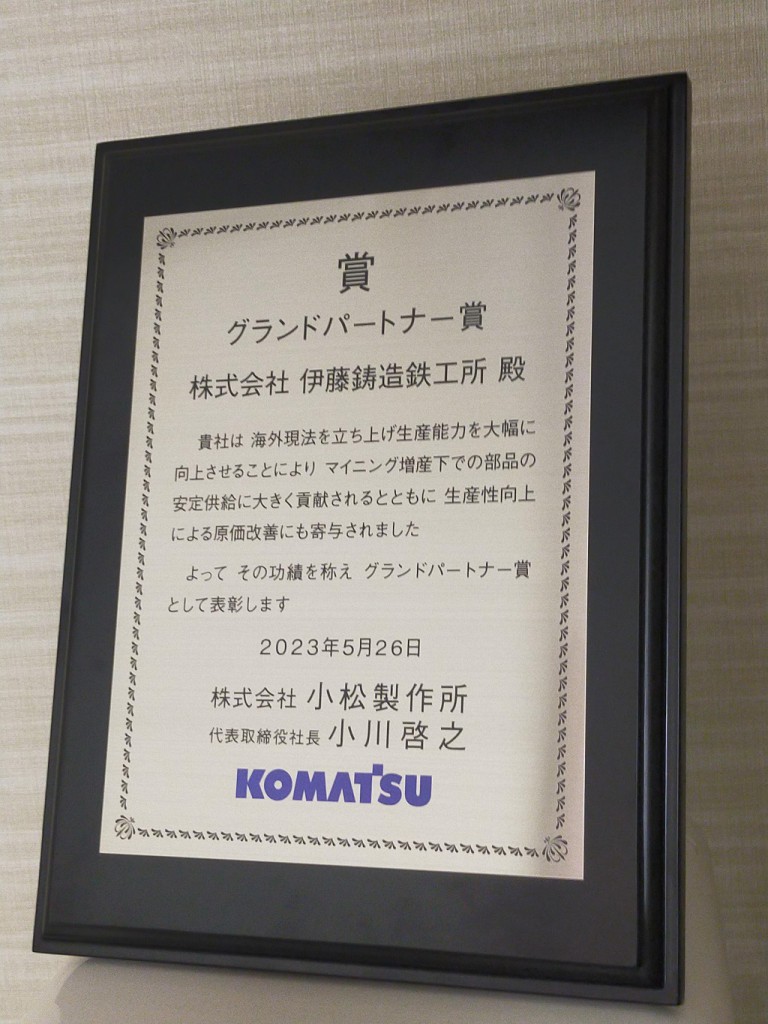 賞
グランドパートナー賞
株式会社 伊藤鋳造鉄工所 殿
貴社は 海外現法を立ち上げ生産能力を大幅に
向上させることにより マイニング増産下での部品の
安定供給に大きく貢献されるとともに 生産性向上
による原価改善にも寄与されました
よって その功績を称え グランドパートナー賞
として表彰します
2023年5月26日
株式会社 小松製作所
代表取締役社長 小川啓之
KOMATSU